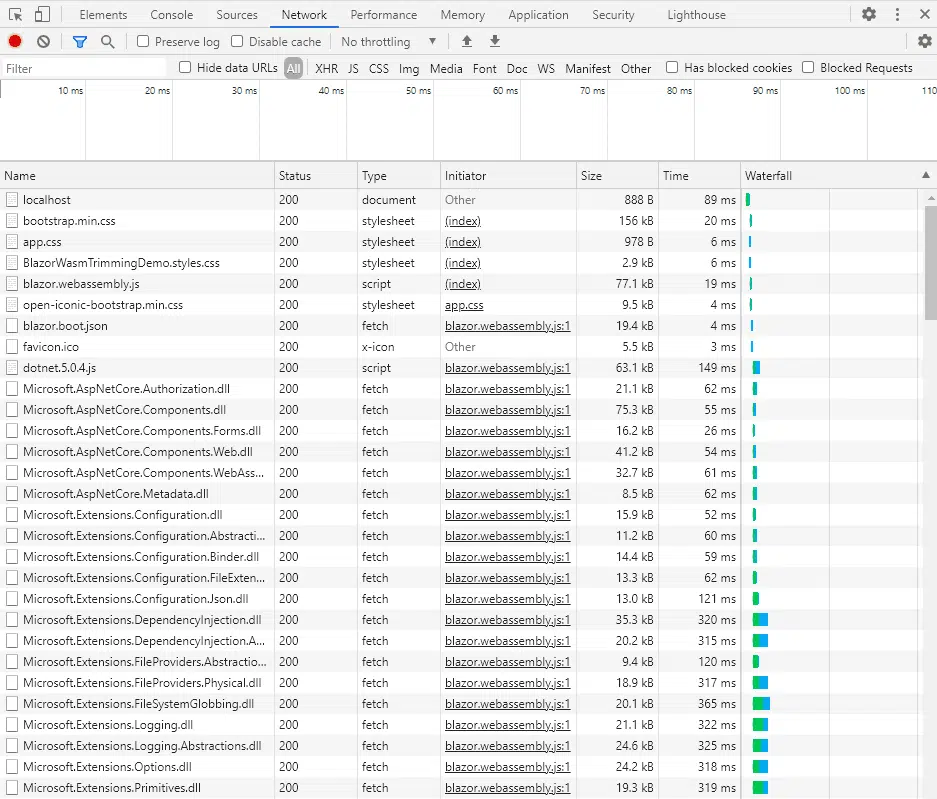 Elements Console Sources Network Performance Memory Application Security Lighthouse
Preserve log Disable cache No throttling
Filter Hide data URLs All XHR JS CSS Img Media Font Doc WS Manifest Other Has blocked cookies Blocked Requests
10 ms 20 ms 30 ms 40 ms 50 ms 60 ms 70 ms 80 ms 90 ms 100 ms 110
Name Status Type Initiator Size Time Waterfall
localhost 200 document Other 888 B 89 ms
bootstrap.min.css 200 stylesheet (index) 156 kB 20 ms
app.css 200 stylesheet (index) 978 B 6 ms
BlazorWasmTrimmingDemo.styles.css 200 stylesheet (index) 2.9 kB 6 ms
blazor.webassembly.js 200 script (index) 77.1 kB 19 ms
open-iconic-bootstrap.min.css 200 stylesheet app.css 9.5 kB 4 ms
blazor.boot.json 200 fetch blazor.webassembly.js:1 19.4 kB 4 ms
favicon.ico 200 x-icon Other 5.5 kB 3 ms
dotnet.5.0.4.js 200 script blazor.webassembly.js:1 63.1 kB 149 ms
Microsoft.AspNetCore.Authorization.dll 200 fetch blazor.webassembly.js:1 21.1 kB 62 ms
Microsoft.AspNetCore.Components.dll 200 fetch blazor.webassembly.js:1 75.3 kB 55 ms
Microsoft.AspNetCore.Components.Forms.dll 200 fetch blazor.webassembly.js:1 16.2 kB 26 ms
Microsoft.AspNetCore.Components.Web.dll 200 fetch blazor.webassembly.js:1 41.2 kB 54 ms
Microsoft.AspNetCore.Components.WebAss... 200 fetch blazor.webassembly.js:1 32.7 kB 61 ms
Microsoft.AspNetCore.Metadata.dll 200 fetch blazor.webassembly.js:1 8.5 kB 62 ms
Microsoft.Extensions.Configuration.dll 200 fetch blazor.webassembly.js:1 15.9 kB 52 ms
Microsoft.Extensions.Configuration.Abstracti... 200 fetch blazor.webassembly.js:1 11.2 kB 60 ms
Microsoft.Extensions.Configuration.Binder.dll 200 fetch blazor.webassembly.js:1 14.4 kB 59 ms
Microsoft.Extensions.Configuration.FileExten... 200 fetch blazor.webassembly.js:1 13.3 kB 62 ms
Microsoft.Extensions.Configuration.Json.dll 200 fetch blazor.webassembly.js:1 13.0 kB 121 ms
Microsoft.Extensions.DependencyInjection.dll 200 fetch blazor.webassembly.js:1 35.3 kB 320 ms
Microsoft.Extensions.DependencyInjection.A... 200 fetch blazor.webassembly.js:1 20.2 kB 315 ms
Microsoft.Extensions.FileProviders.Abstractio... 200 fetch blazor.webassembly.js:1 9.4 kB 120 ms
Microsoft.Extensions.FileProviders.Physical.dll 200 fetch blazor.webassembly.js:1 18.9 kB 317 ms
Microsoft.Extensions.FileSystemGlobbing.dll 200 fetch blazor.webassembly.js:1 20.1 kB 365 ms
Microsoft.Extensions.Logging.dll 200 fetch blazor.webassembly.js:1 21.1 kB 322 ms
Microsoft.Extensions.Logging.Abstractions.dll 200 fetch blazor.webassembly.js:1 24.6 kB 325 ms
Microsoft.Extensions.Options.dll 200 fetch blazor.webassembly.js:1 24.2 kB 318 ms
Microsoft.Extensions.Primitives.dll 200 fetch blazor.webassembly.js:1 19.3 kB 319 ms